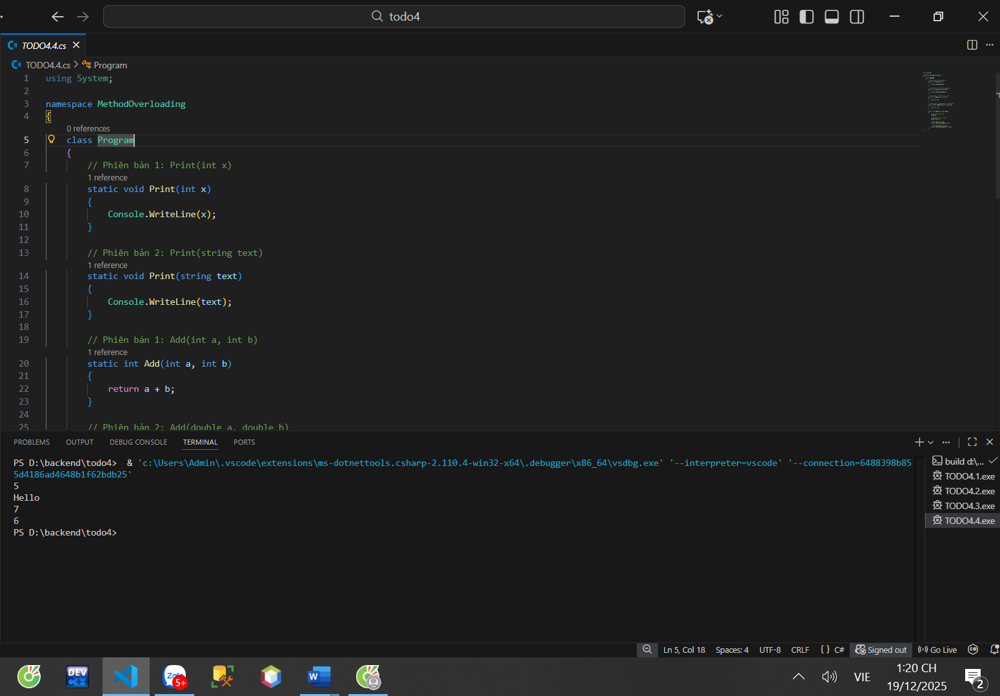 todo4
TODO4.4.cs
TODO4.4.cs > Program
1 using System;
2
3 namespace MethodOverloading
4 {
0 references
5 class Program
6 {
7 // Phiên bản 1: Print(int x)
1 reference
8 static void Print(int x)
9 {
10 Console.WriteLine(x);
11 }
12
13 // Phiên bản 2: Print(string text)
1 reference
14 static void Print(string text)
15 {
16 Console.WriteLine(text);
17 }
18
19 // Phiên bản 1: Add(int a, int b)
1 reference
20 static int Add(int a, int b)
21 {
22 return a + b;
23 }
24
25 // Phiên bản 2: Add(double a, double b)
PROBLEMS OUTPUT DEBUG CONSOLE TERMINAL PORTS
PS D:\backend\todo4>  & 'c:\Users\Admin\.vscode\extensions\ms-dotnettools.csharp-2.110.4-win32-x64\.debugger\x86_64\vsdbg.exe' '--interpreter=vscode' '--connection=6488398b85
5d4186ad4648b1f62bdb25'
5
Hello
7
6
PS D:\backend\todo4>
build d:\...
TODO4.1.exe
TODO4.2.exe
TODO4.3.exe
TODO4.4.exe
Ln 5, Col 18 Spaces: 4 UTF-8 CRLF { } C# Signed out Go Live
DEV C++
Zalo 5+
W
VIE
1:20 CH
19/12/2025
2